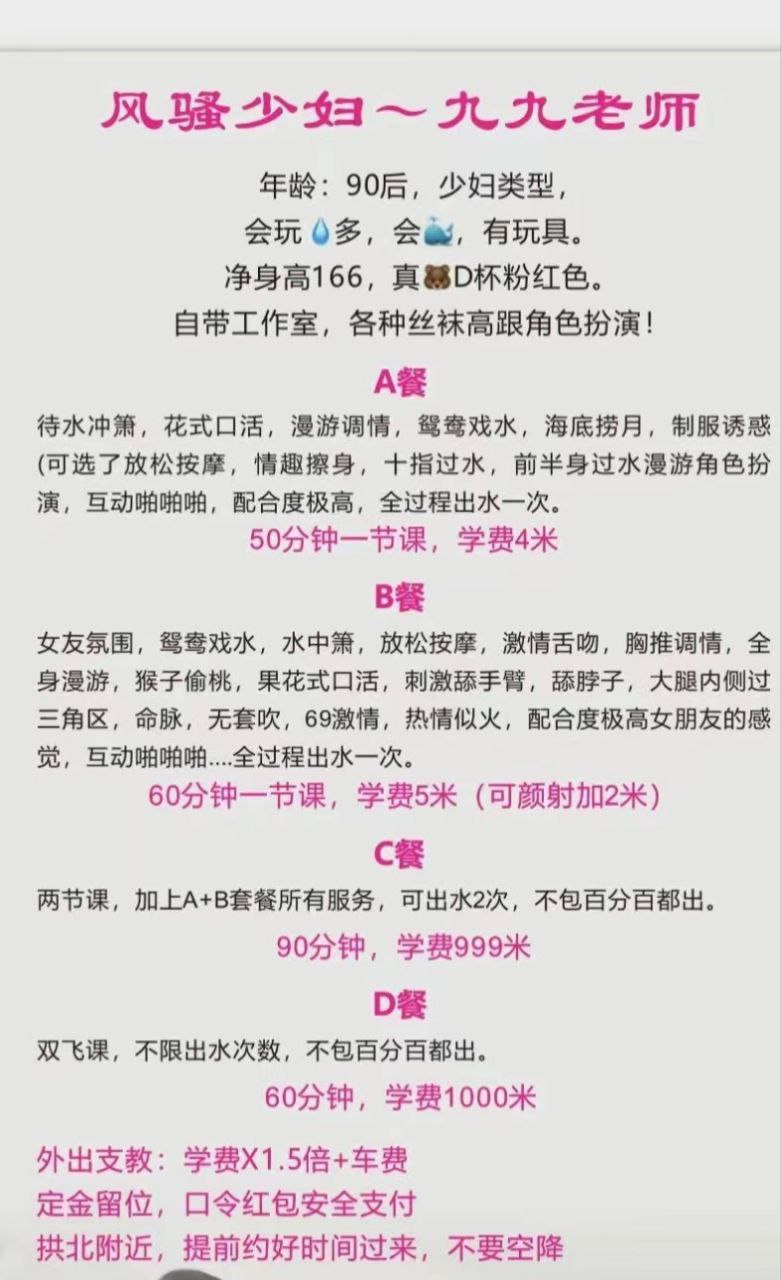 风骚少妇～九九老师
年龄：90后，少妇类型，
会玩💧多，会🐳，有玩具。
净身高166，真🐻D杯粉红色。
自带工作室，各种丝袜高跟角色扮演！
A餐
待水冲箫，花式口活，漫游调情，鸳鸯戏水，海底捞月，制服诱惑
(可选了放松按摩，情趣擦身，十指过水，前半身过水漫游角色扮
演，互动啪啪啪，配合度极高，全过程出水一次。
50分钟一节课，学费4米
B餐
女友氛围，鸳鸯戏水，水中箫，放松按摩，激情舌吻，胸推调情，全
身漫游，猴子偷桃，果花式口活，刺激舔手臂，舔脖子，大腿内侧过
三角区，命脉，无套吹，69激情，热情似火，配合度极高女朋友的感
觉，互动啪啪啪....全过程出水一次。
60分钟一节课，学费5米（可颜射加2米）
C餐
两节课，加上A+B套餐所有服务，可出水2次，不包百分百都出。
90分钟，学费999米
D餐
双飞课，不限出水次数，不包百分百都出。
60分钟，学费1000米
外出支教：学费X1.5倍+车费
定金留位，口令红包安全支付
拱北附近，提前约好时间过来，不要空降